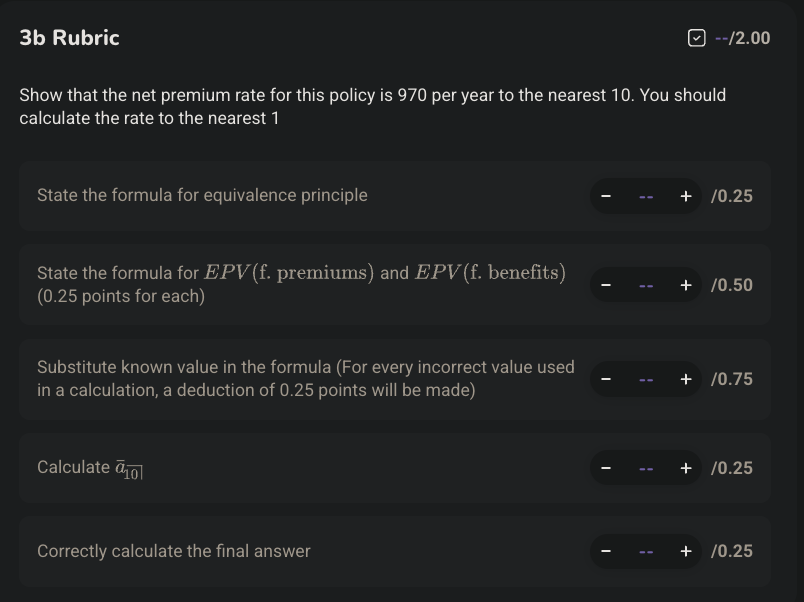 3b Rubric
--/2.00
Show that the net premium rate for this policy is 970 per year to the nearest 10. You should
calculate the rate to the nearest 1
State the formula for equivalence principle
− -- + /0.25
State the formula for EPV(f. premiums) and EPV(f. benefits)
(0.25 points for each)
− -- + /0.50
Substitute known value in the formula (For every incorrect value used
in a calculation, a deduction of 0.25 points will be made)
− -- + /0.75
Calculate ā_{\overline{10}|}
− -- + /0.25
Correctly calculate the final answer
− -- + /0.25